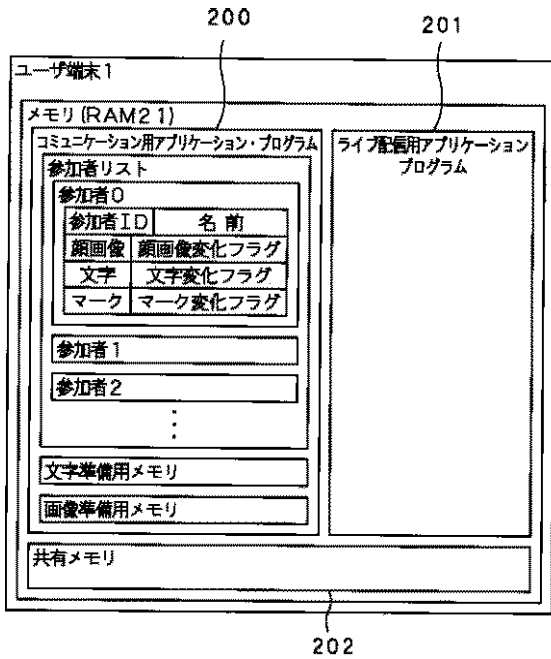 200
201
ユーザ端末1
メモリ(RAM21)
コミュニケーション用アプリケーション・プログラム
参加者リスト
参加者0
参加者ID 名前
顔画像 顔画像変化フラグ
文字 文字変化フラグ
マーク マーク変化フラグ
参加者1
参加者2
文字準備用メモリ
画像準備用メモリ
ライブ配信用アプリケーション
プログラム
共有メモリ
202